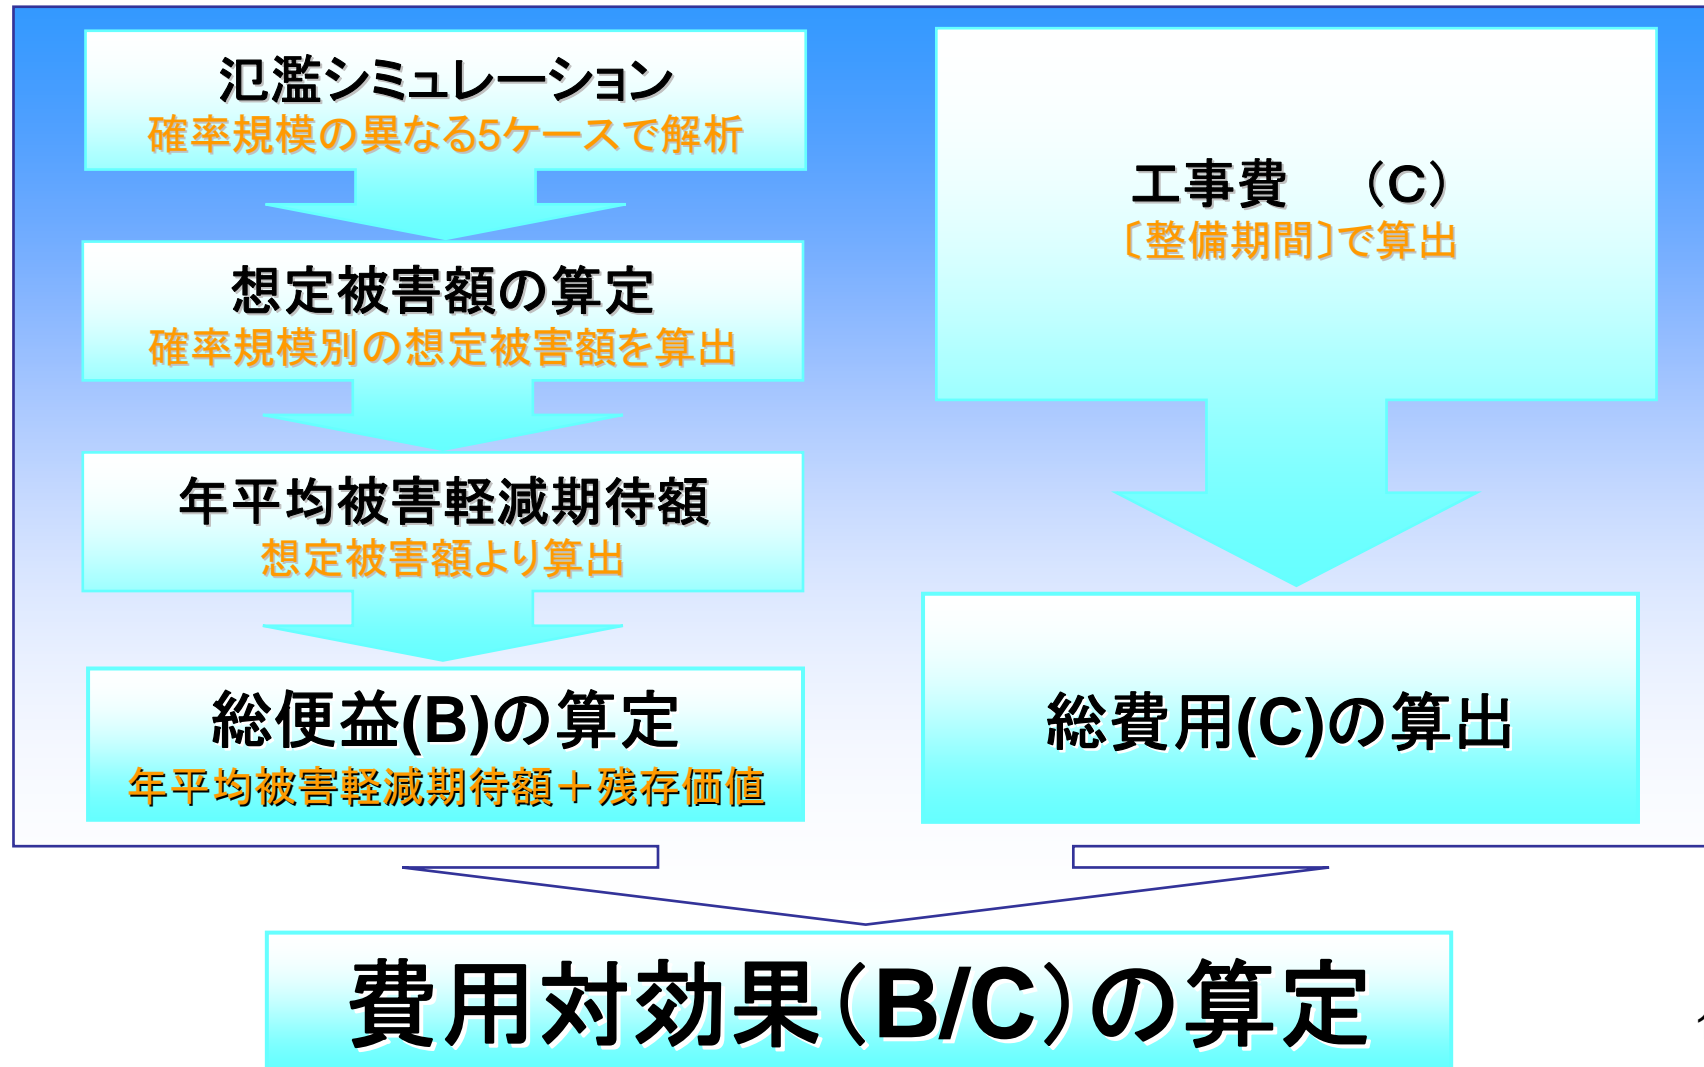 氾濫シミュレーション
確率規模の異なる5ケースで解析
想定被害額の算定
確率規模別の想定被害額を算出
年平均被害軽減期待額
想定被害額より算出
総便益(B)の算定
年平均被害軽減期待額＋残存価値
工事費　（C）
〔整備期間〕で算出
総費用(C)の算出
費用対効果（B/C）の算定